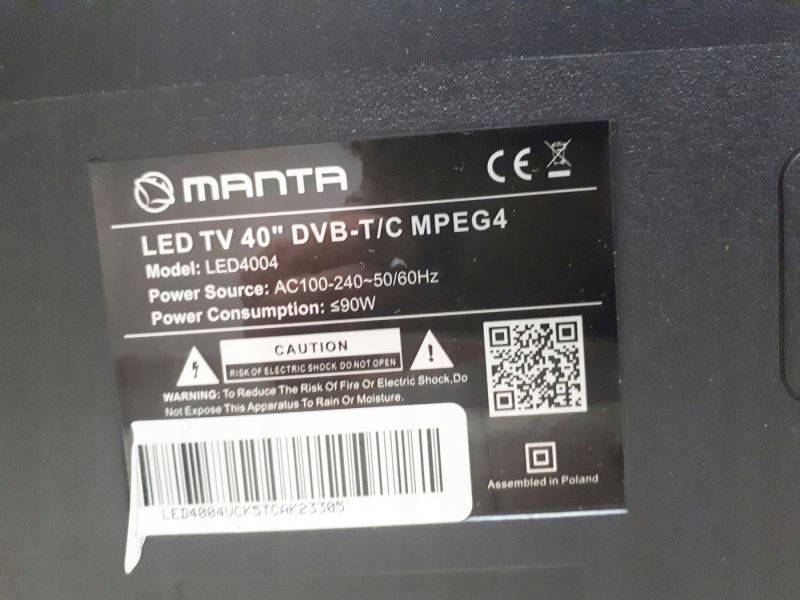 MANTA
CE
LED TV 40" DVB-T/C MPEG4
Model: LED4004
Power Source: AC100-240~50/60Hz
Power Consumption: ≤90W
CAUTION
RISK OF ELECTRIC SHOCK DO NOT OPEN
WARNING: To Reduce The Risk Of Fire Or Electric Shock,Do
Not Expose This Apparatus To Rain Or Moisture.
Assembled in Poland
LED4004VCK5TCAK23305